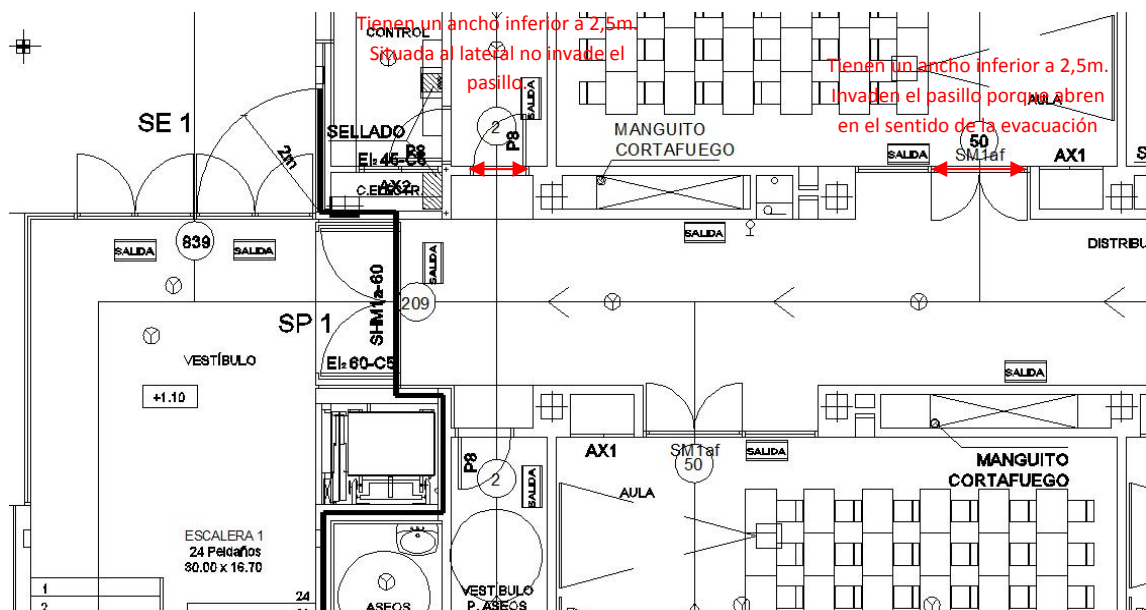 Tienen un ancho inferior a 2,5m.
Situada al lateral no invade el
pasillo.
CONTROL
Tienen un ancho inferior a 2,5m.
Invaden el pasillo porque abren
en el sentido de la evacuación
AULA
SE 1
2m
SELLADO
EI₂ 45-C5
P8
AX2
C.ELECTR.
SALIDA
2
P8
MANGUITO
CORTAFUEGO
SALIDA
50
SM1af
AX1
S
839
SALIDA
SALIDA
SALIDA
SALIDA
DISTRIBU
209
SHM1a-60
SP 1
EI₂ 60-C5
VESTÍBULO
+1.10
SALIDA
AX1
SM1af
50
SALIDA
P8
2
SALIDA
AULA
MANGUITO
CORTAFUEGO
ESCALERA 1
24 Peldaños
30.00 x 16.70
1
2
24
ASEOS
VESTIBULO
P. ASEOS